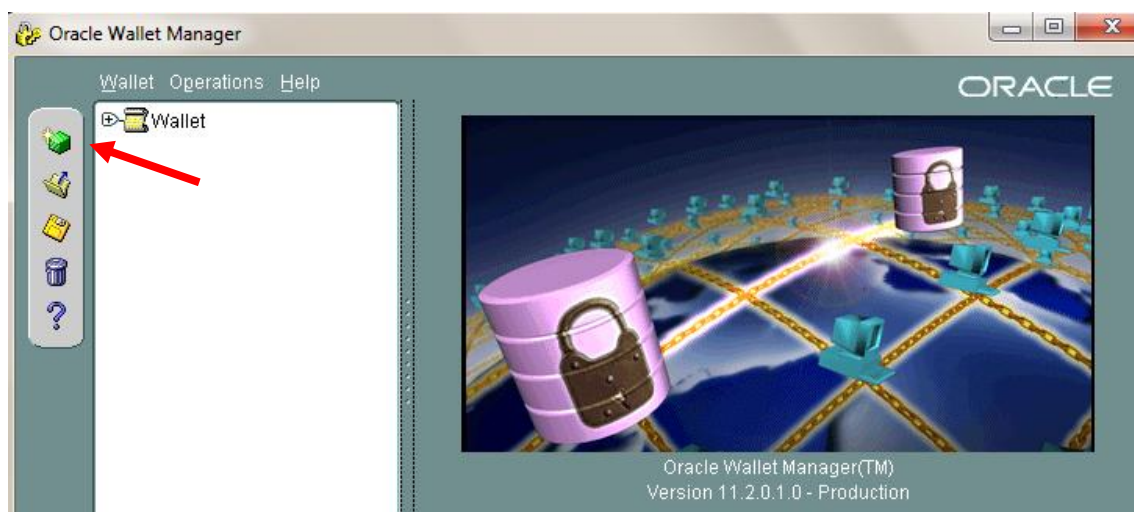 Oracle Wallet Manager
Wallet Operations Help
ORACLE
Wallet
?
Oracle Wallet Manager(TM)
Version 11.2.0.1.0 - Production